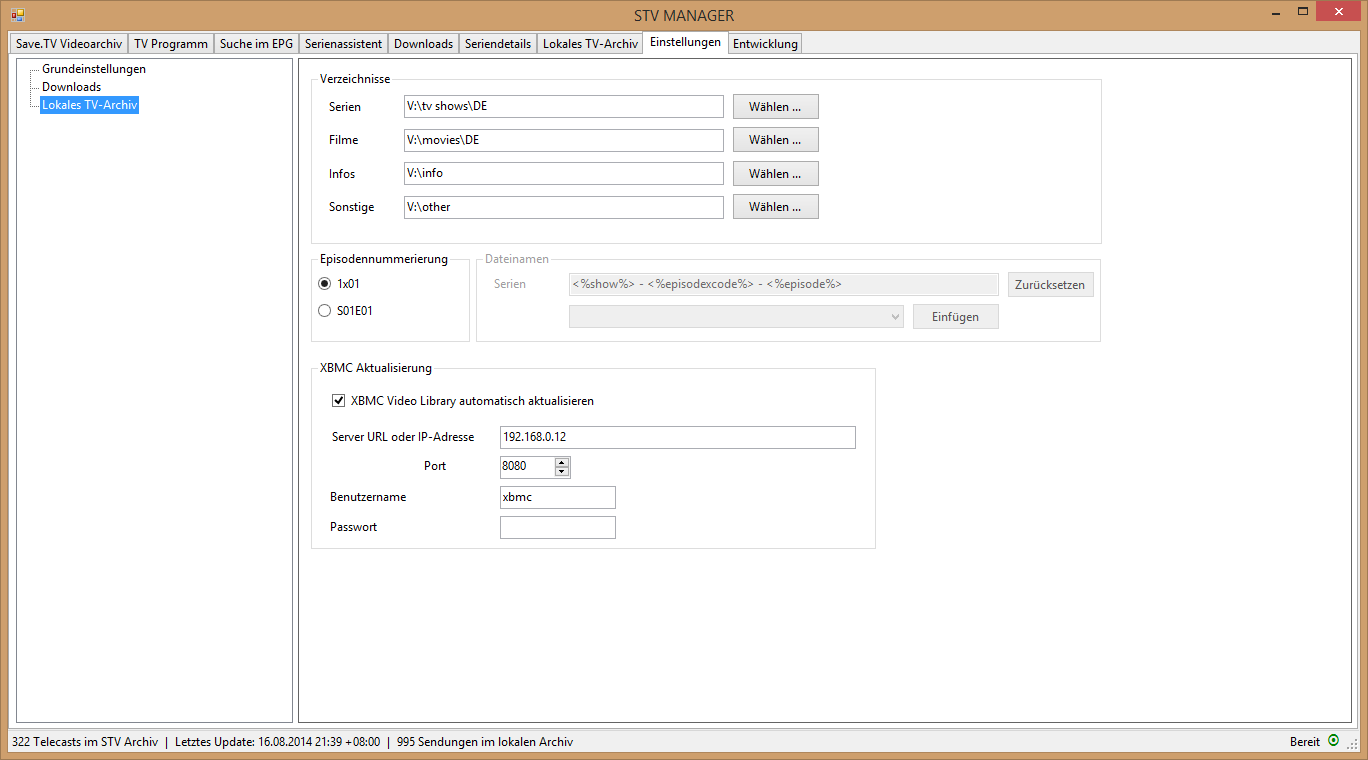 STV MANAGER
Save.TV Videoarchiv TV Programm Suche im EPG Serienassistent Downloads Seriendetails Lokales TV-Archiv Einstellungen Entwicklung
Grundeinstellungen
Downloads
Lokales TV-Archiv
Verzeichnisse
Serien V:\tv shows\DE Wählen ...
Filme V:\movies\DE Wählen ...
Infos V:\info Wählen ...
Sonstige V:\other Wählen ...
Episodennummerierung
1x01
S01E01
Dateinamen
Serien <%show%> - <%episodexcode%> - <%episode%> Zurücksetzen
Einfügen
XBMC Aktualisierung
XBMC Video Library automatisch aktualisieren
Server URL oder IP-Adresse 192.168.0.12
Port 8080
Benutzername xbmc
Passwort
322 Telecasts im STV Archiv | Letztes Update: 16.08.2014 21:39 +08:00 | 995 Sendungen im lokalen Archiv Bereit